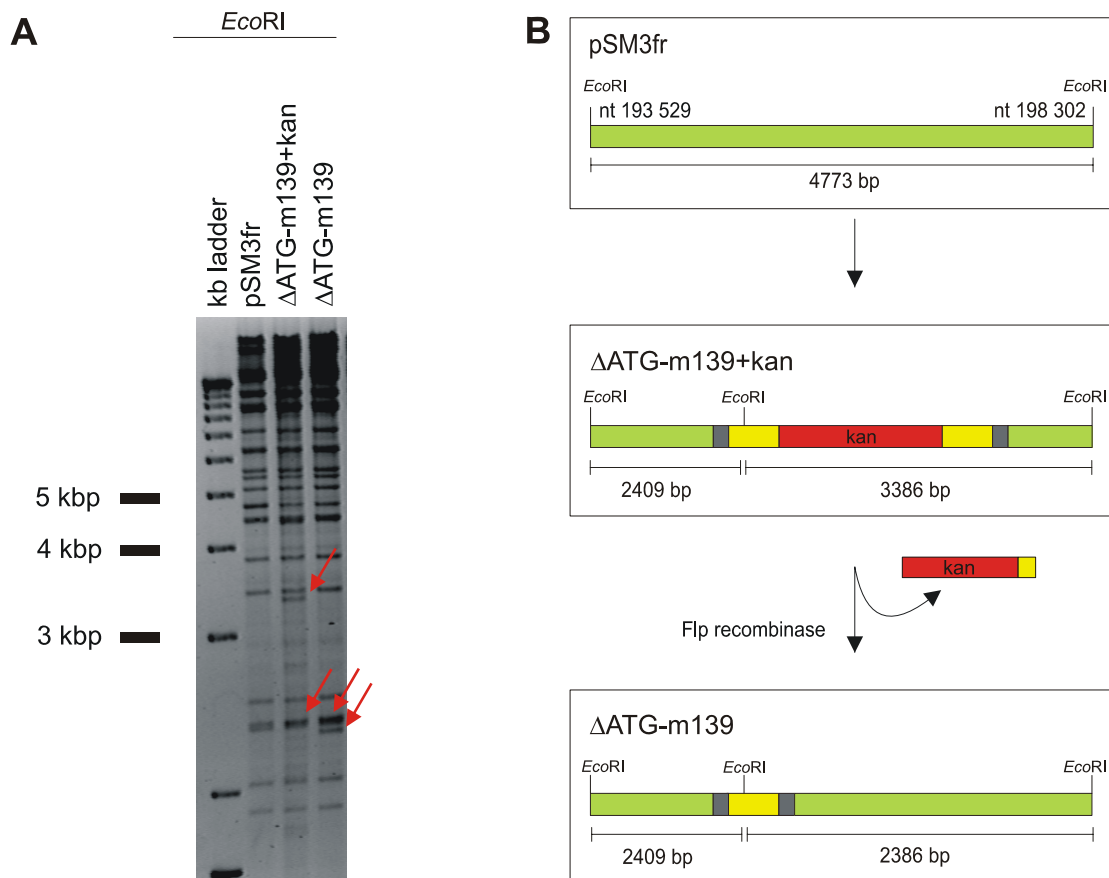 A
EcoRI
kb ladder
pSM3fr
ΔATG-m139+kan
ΔATG-m139
5 kbp
4 kbp
3 kbp
B
pSM3fr
EcoRI
EcoRI
nt 193 529
nt 198 302
4773 bp
ΔATG-m139+kan
EcoRI
EcoRI
EcoRI
kan
2409 bp
3386 bp
kan
Flp recombinase
ΔATG-m139
EcoRI
EcoRI
EcoRI
2409 bp
2386 bp